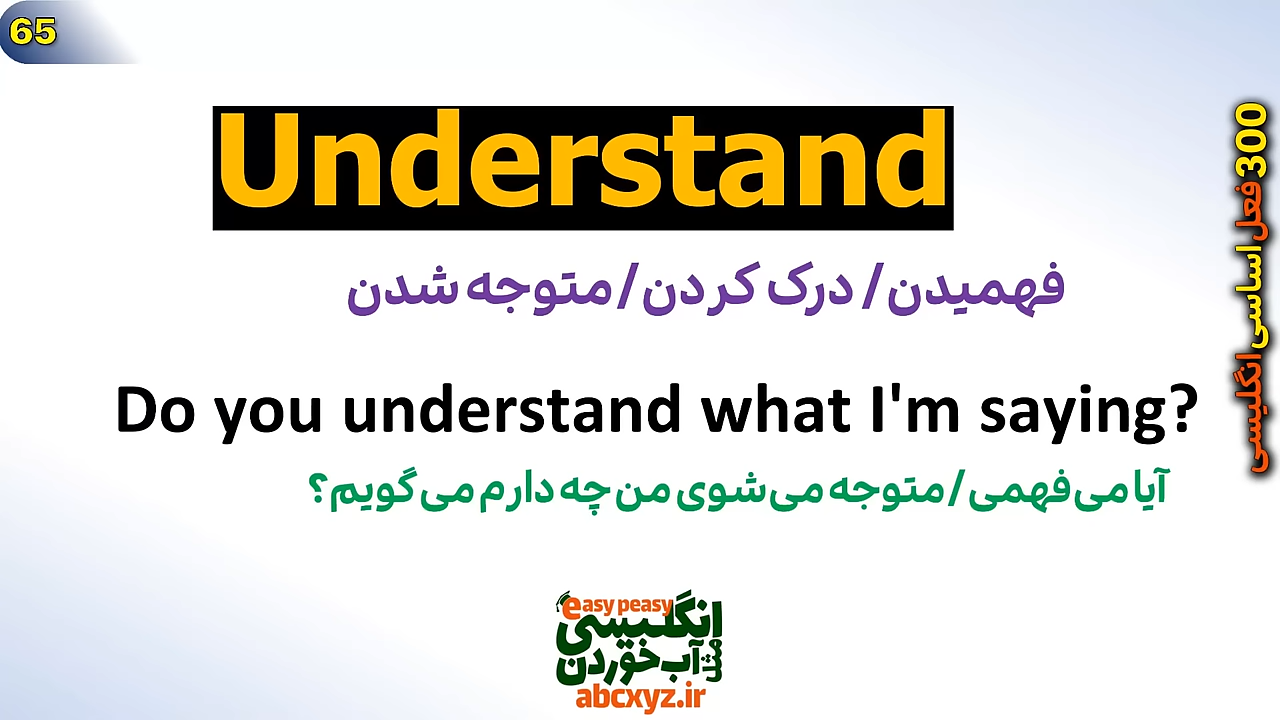 65
Understand
فهمیدن / درک کردن / متوجه شدن
Do you understand what I'm saying?
آیا می فهمی / متوجه می شوی من چه دارم می گویم؟
300 فعل اساسی انگلیسی
easy peasy
انگلیسی
مثل آب خوردن
abcxyz.ir